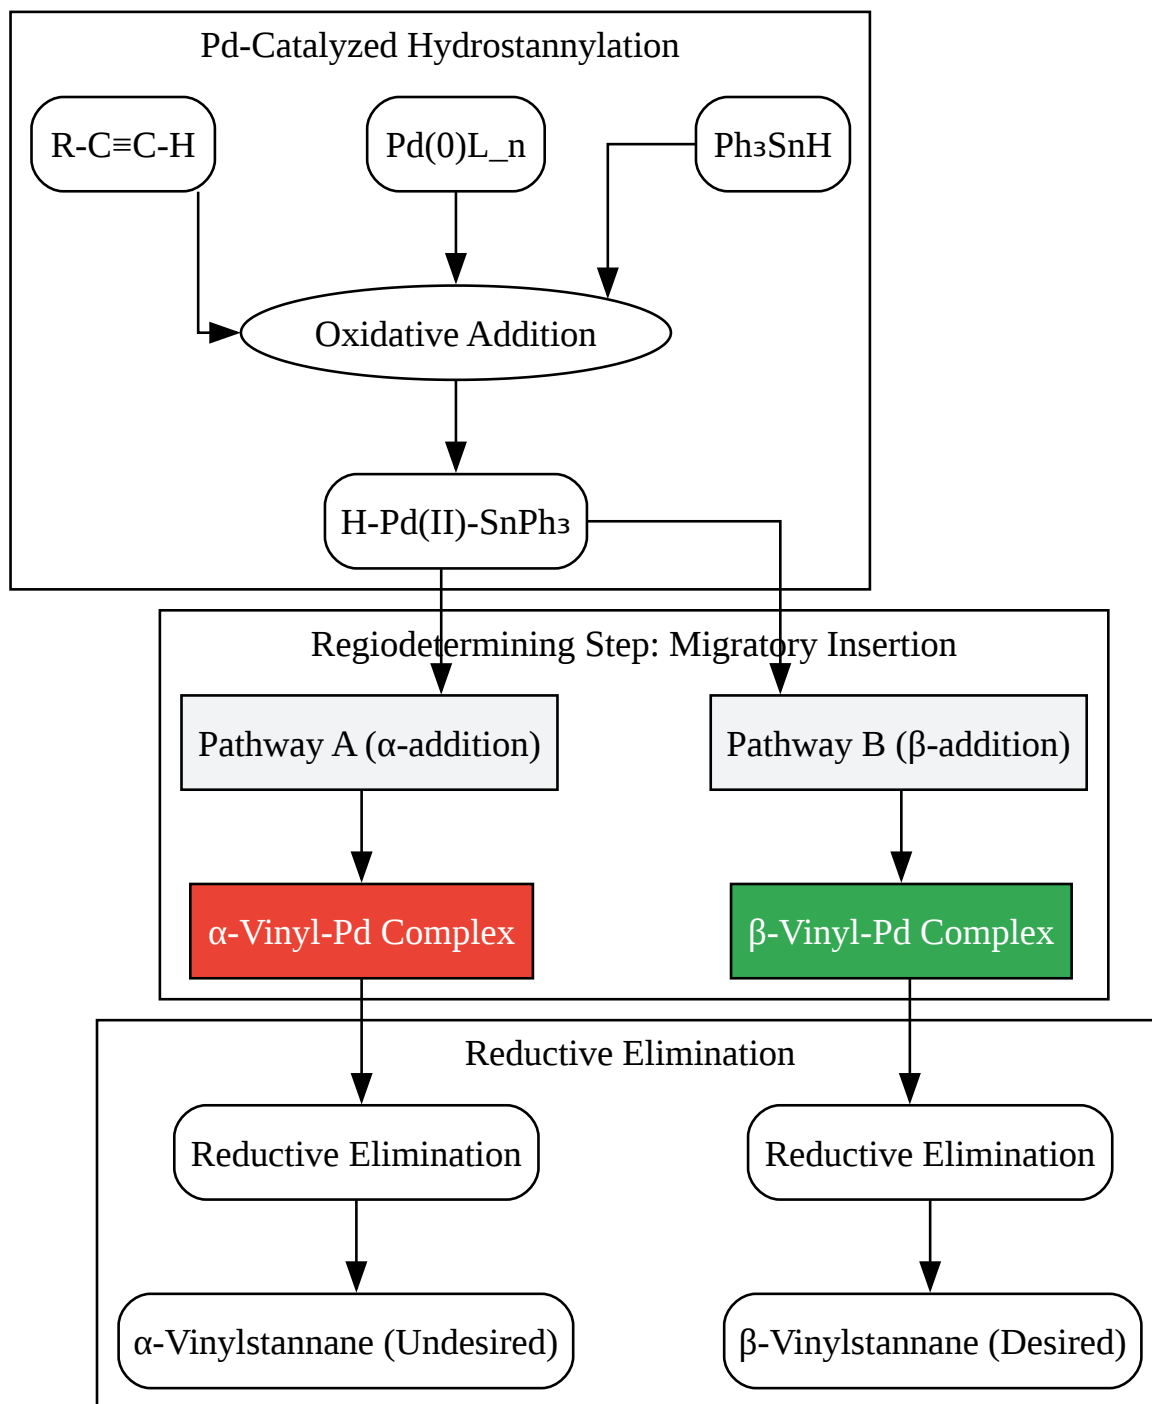 Pd-Catalyzed Hydrostannylation
R-C≡C-H
Pd(0)L_n
Ph₃SnH
Oxidative Addition
H-Pd(II)-SnPh₃
Regiodetermining Step: Migratory Insertion
Pathway A (α-addition)
Pathway B (β-addition)
α-Vinyl-Pd Complex
β-Vinyl-Pd Complex
Reductive Elimination
Reductive Elimination
Reductive Elimination
α-Vinylstannane (Undesired)
β-Vinylstannane (Desired)